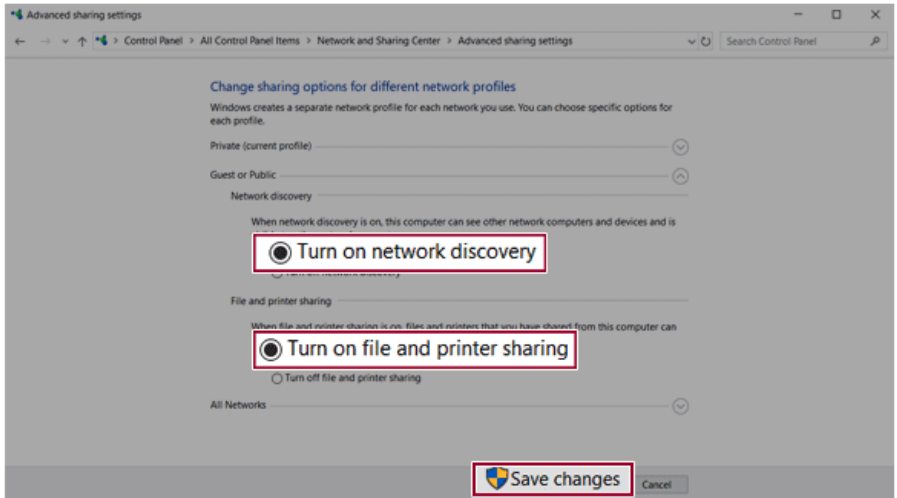 Advanced sharing settings
Control Panel > All Control Panel Items > Network and Sharing Center > Advanced sharing settings
Search Control Panel
Change sharing options for different network profiles
Windows creates a separate network profile for each network you use. You can choose specific options for
each profile.
Private (current profile)
Guest or Public
Network discovery
When network discovery is on, this computer can see other network computers and devices and is
Turn on network discovery
File and printer sharing
When file and printer sharing is on, files and printers that you have shared from this computer can
Turn on file and printer sharing
Turn off file and printer sharing
All Networks
Save changes
Cancel